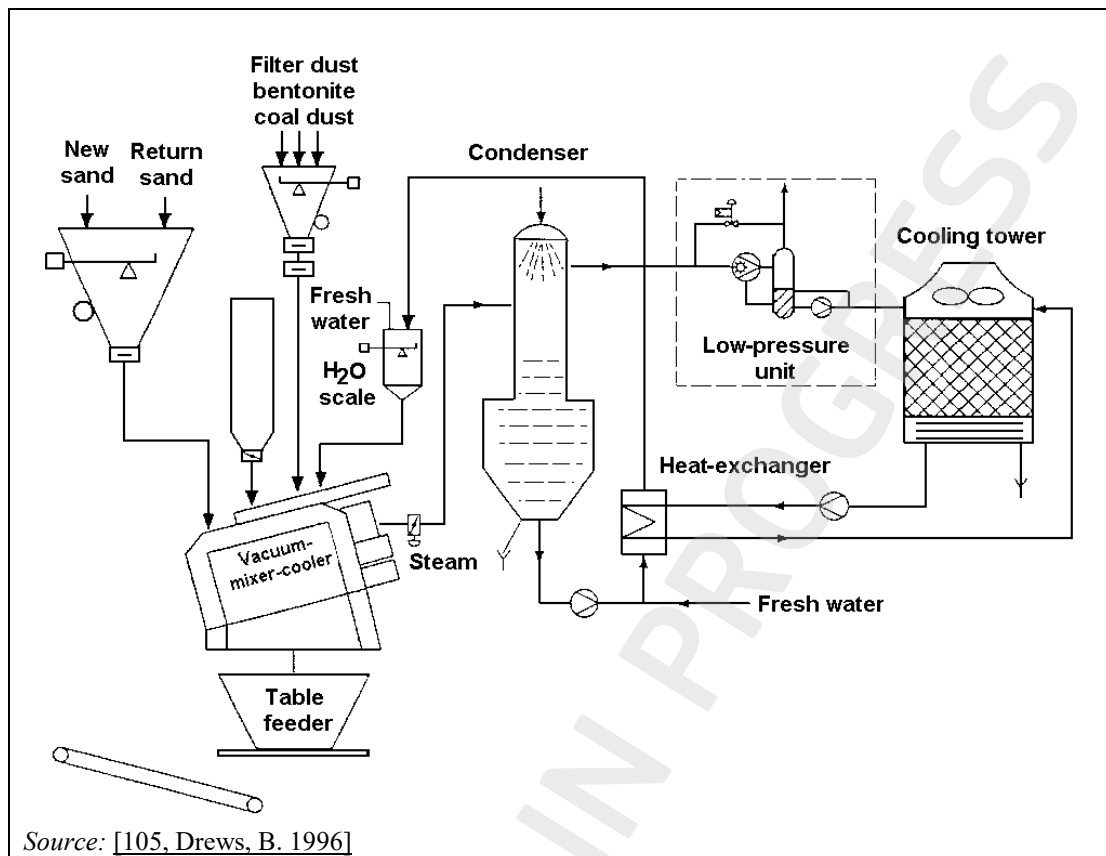 Filter dust
bentonite
coal dust
New
sand
Return
sand
Condenser
Cooling tower
Fresh
water
H₂O
scale
Low-pressure
unit
Heat-exchanger
Vacuum-
mixer-cooler
Steam
Fresh water
Table
feeder
IN PROGRESS
Source: [105, Drews, B. 1996]